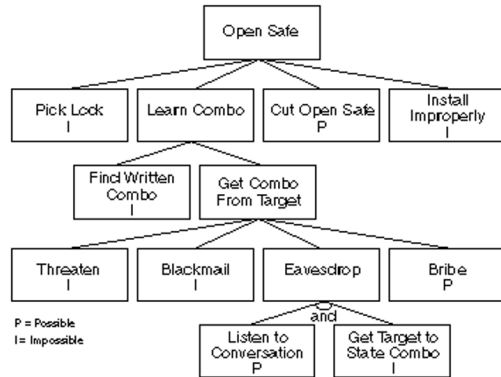 Open Safe
Pick Lock
I
Learn Combo
Cut Open Safe
P
Install
Improperly
I
Find Written
Combo
I
Get Combo
From Target
Threaten
I
Blackmail
I
Eavesdrop
Bribe
P
and
P = Possible
I = Impossible
Listen to
Conversation
P
Get Target to
State Combo
I